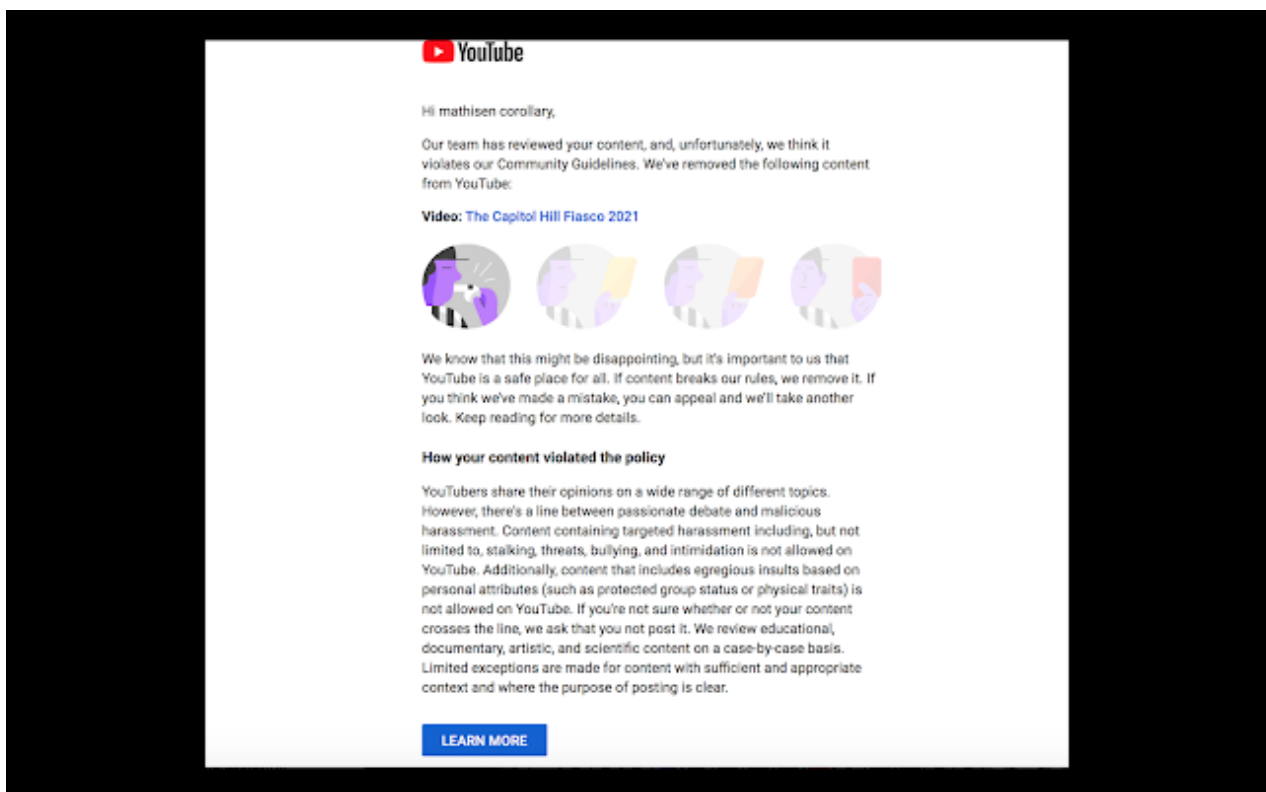 YouTube
Hi mathisen corollary,
Our team has reviewed your content, and, unfortunately, we think it
violates our Community Guidelines. We've removed the following content
from YouTube:
Video: The Capitol Hill Fiasco 2021
We know that this might be disappointing, but it's important to us that
YouTube is a safe place for all. If content breaks our rules, we remove it. If
you think we've made a mistake, you can appeal and we'll take another
look. Keep reading for more details.
How your content violated the policy
YouTubers share their opinions on a wide range of different topics.
However, there's a line between passionate debate and malicious
harassment. Content containing targeted harassment including, but not
limited to, stalking, threats, bullying, and intimidation is not allowed on
YouTube. Additionally, content that includes egregious insults based on
personal attributes (such as protected group status or physical traits) is
not allowed on YouTube. If you're not sure whether or not your content
crosses the line, we ask that you not post it. We review educational,
documentary, artistic, and scientific content on a case-by-case basis.
Limited exceptions are made for content with sufficient and appropriate
context and where the purpose of posting is clear.
LEARN MORE